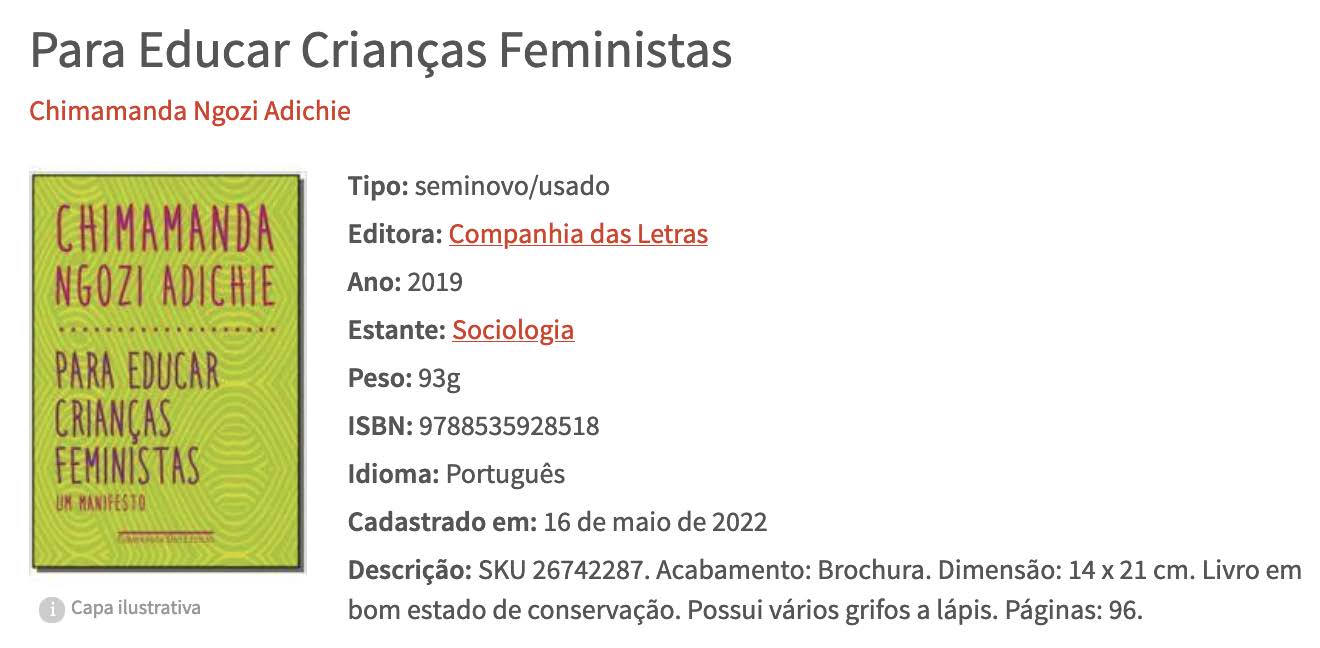 Para Educar Crianças Feministas
Chimamanda Ngozi Adichie
CHIMAMANDA
NGOZI ADICHIE
PARA EDUCAR
CRIANÇAS
FEMINISTAS
UM MANIFESTO
Capa ilustrativa
Tipo: seminovo/usado
Editora: Companhia das Letras
Ano: 2019
Estante: Sociologia
Peso: 93g
ISBN: 9788535928518
Idioma: Português
Cadastrado em: 16 de maio de 2022
Descrição: SKU 26742287. Acabamento: Brochura. Dimensão: 14 x 21 cm. Livro em
bom estado de conservação. Possui vários grifos a lápis. Páginas: 96.